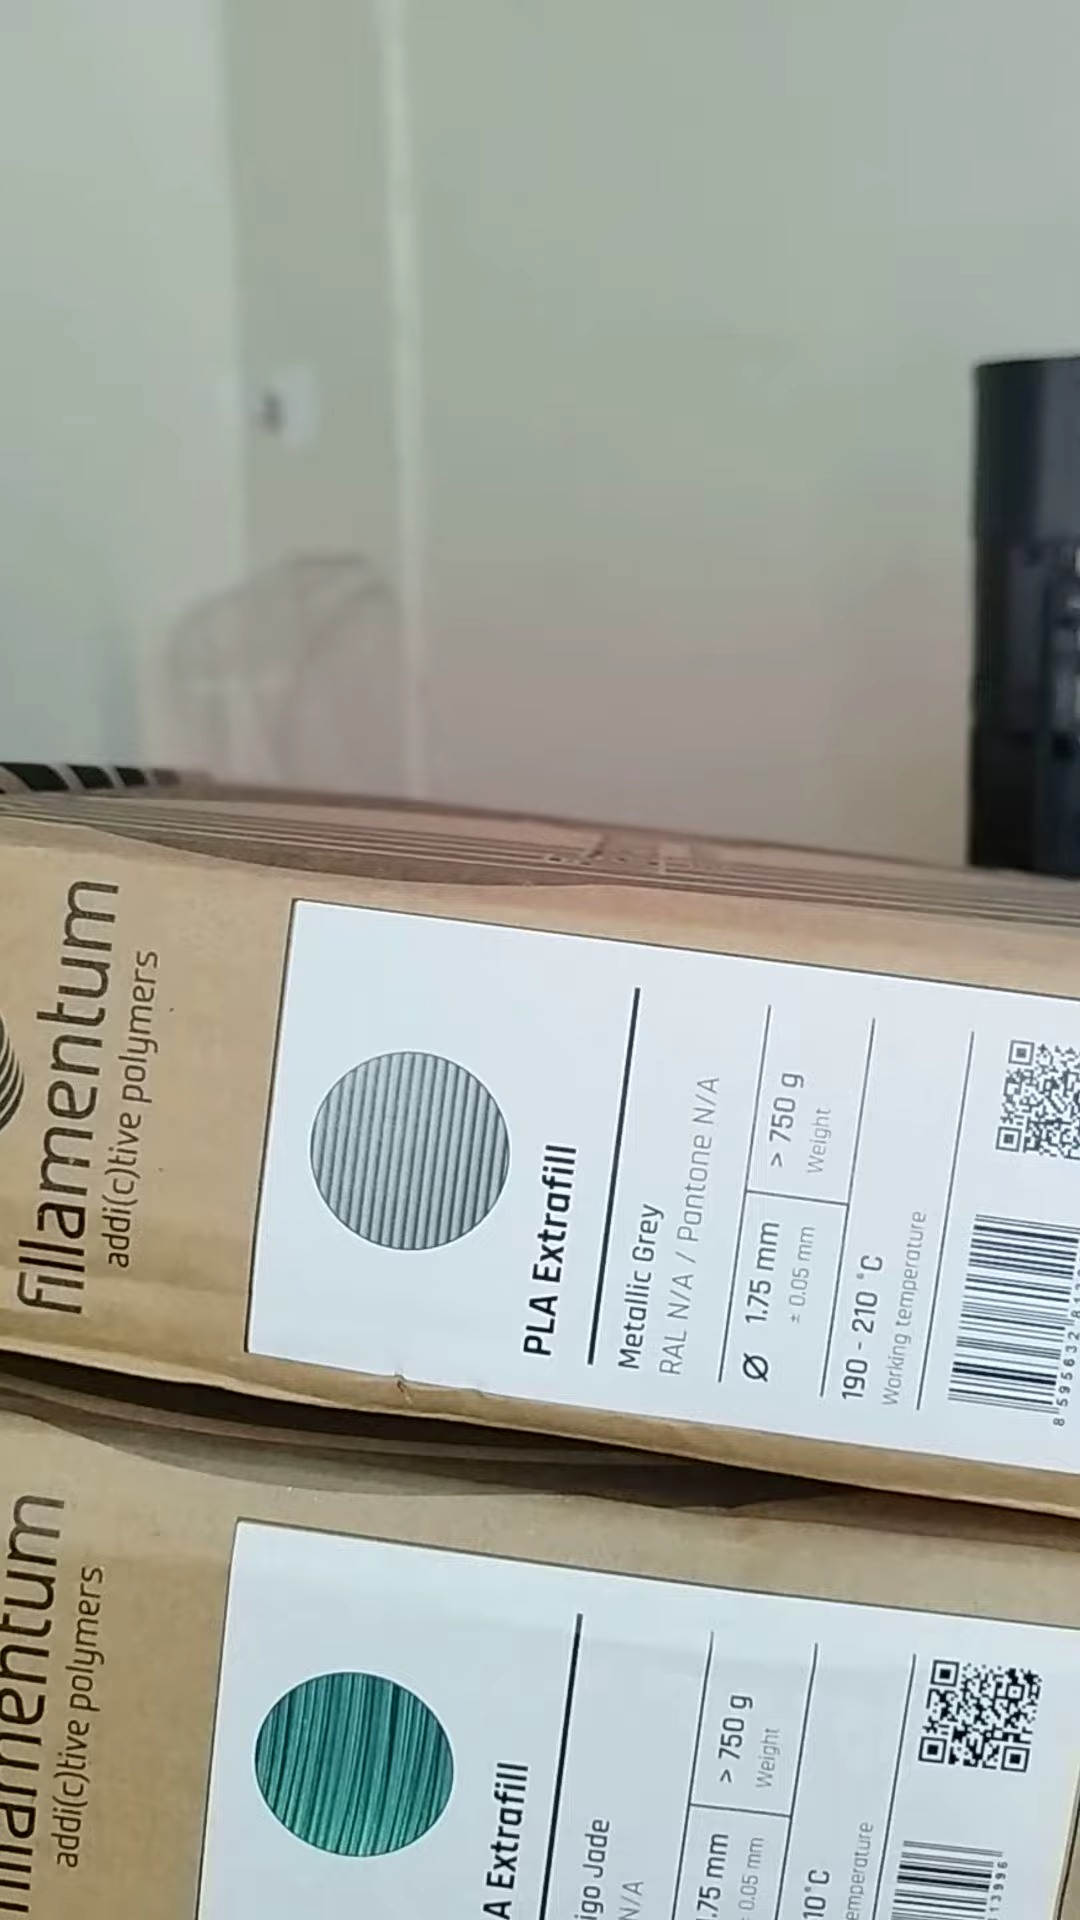 fillamentum
addi(c)tive polymers
PLA Extrafill
Metallic Grey
RAL N/A / Pantone N/A
Ø 1.75 mm > 750 g
± 0.05 mm Weight
190 - 210 °C
Working temperature
fillamentum
addi(c)tive polymers
A Extrafill
igo Jade
N/A
.75 mm > 750 g
0.05 mm Weight
10°C
emperature
13996